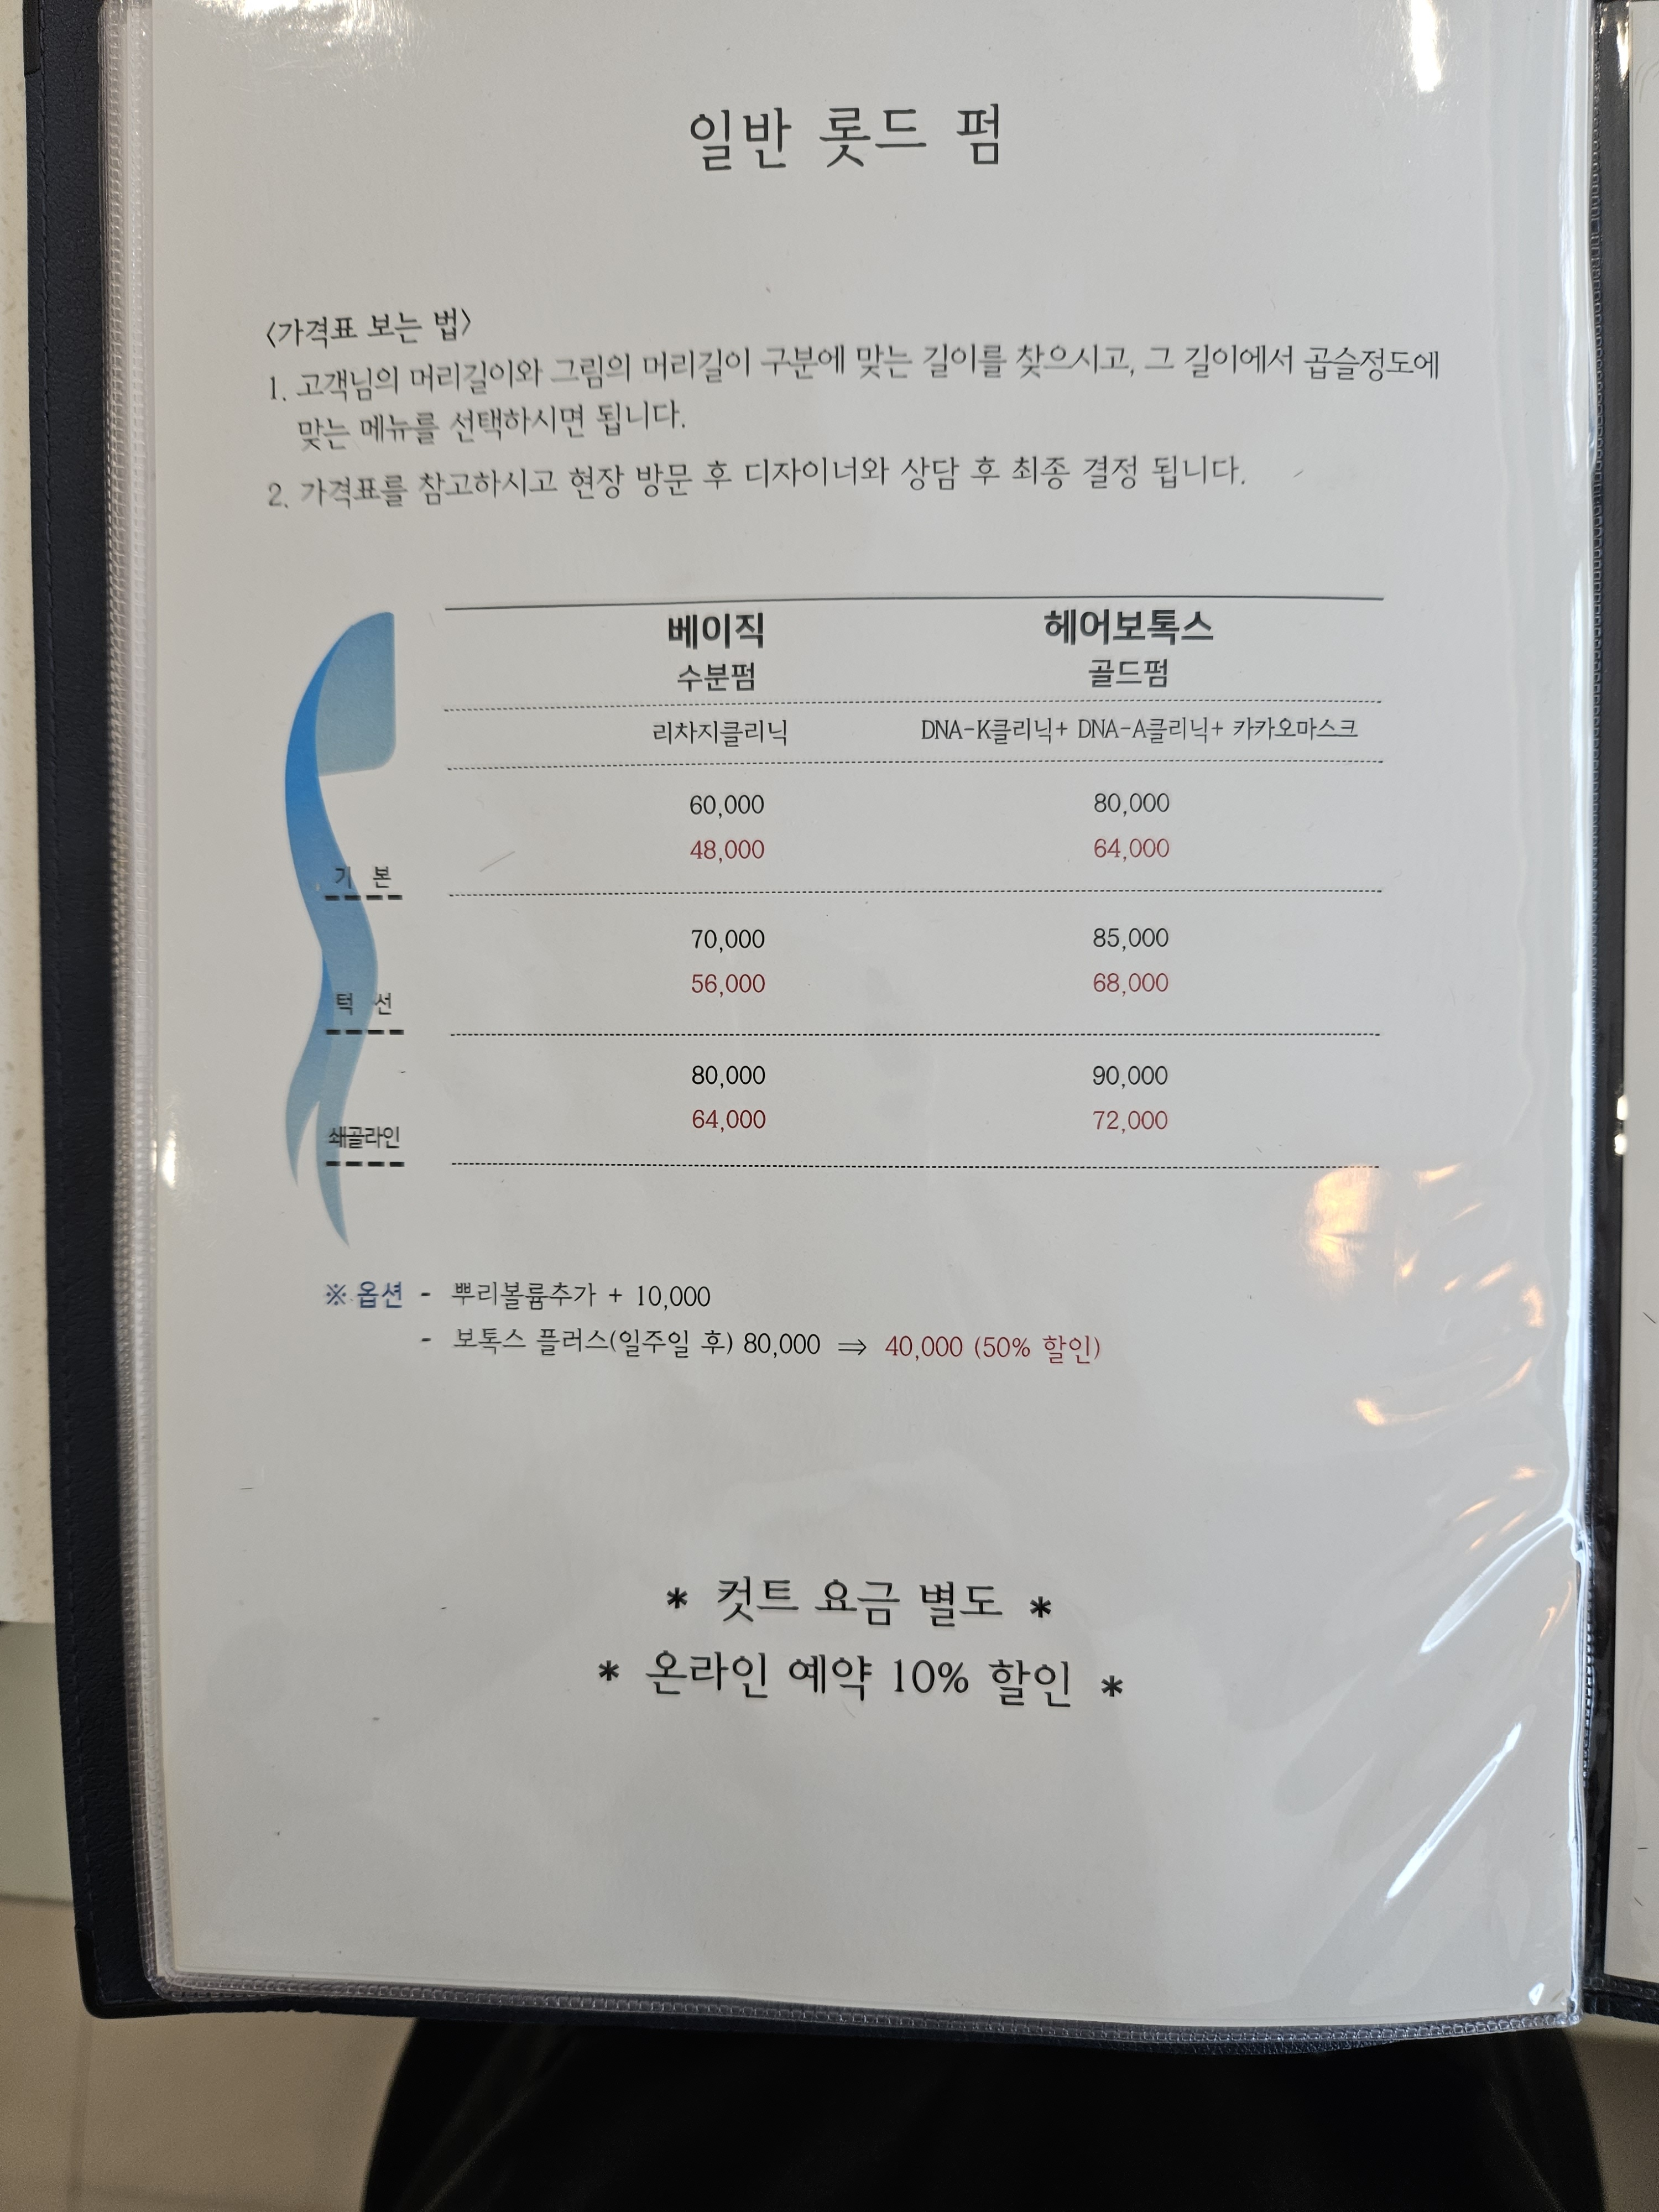 일반 롯드 펌
<가격표 보는 법>
1. 고객님의 머리길이와 그림의 머리길이 구분에 맞는 길이를 찾으시고, 그 길이에서 곱슬정도에
맞는 메뉴를 선택하시면 됩니다.
2. 가격표를 참고하시고 현장 방문 후 디자이너와 상담 후 최종 결정 됩니다.
베이직 헤어보톡스
수분펌 골드펌
리차지클리닉 DNA-K클리닉+ DNA-A클리닉+ 카카오마스크
60,000 80,000
48,000 64,000
기 본
70,000 85,000
56,000 68,000
턱 선
80,000 90,000
64,000 72,000
쇄골라인
※ 옵션 - 뿌리볼륨추가 + 10,000
- 보톡스 플러스(일주일 후) 80,000 ⇒ 40,000 (50% 할인)
* 컷트 요금 별도 *
* 온라인 예약 10% 할인 *